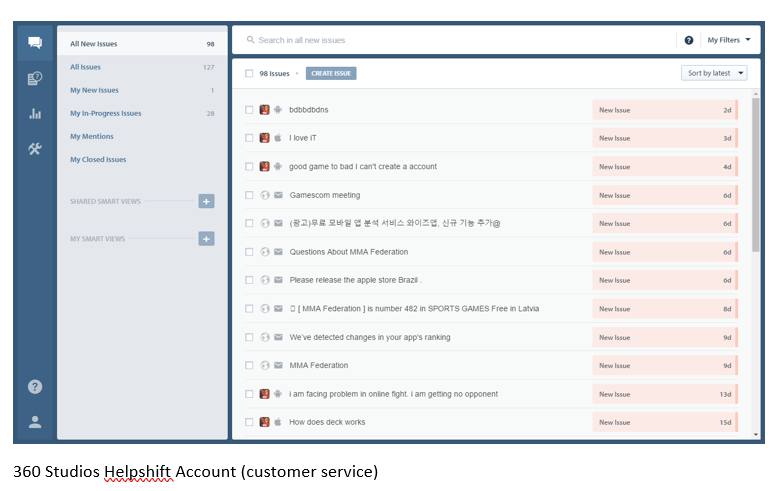 All New Issues 98
All Issues 127
My New Issues 1
My In-Progress Issues 28
My Mentions
My Closed Issues
SHARED SMART VIEWS +
MY SMART VIEWS +
Search in all new issues
? My Filters
98 Issues CREATE ISSUE Sort by latest
bdbbdbdns New Issue 2d
I love iT New Issue 3d
good game to bad I can't create a account New Issue 4d
Gamescom meeting New Issue 6d
(광고)무료 모바일 앱 분석 서비스 와이즈앱, 신규 기능 추가@ New Issue 6d
Questions About MMA Federation New Issue 6d
Please release the apple store Brazil . New Issue 6d
[ MMA Federation ] is number 482 in SPORTS GAMES Free in Latvia New Issue 8d
We've detected changes in your app's ranking New Issue 9d
MMA Federation New Issue 9d
i am facing problem in online fight. i am getting no opponent New Issue 13d
How does deck works New Issue 15d
?
360 Studios Helpshift Account (customer service)